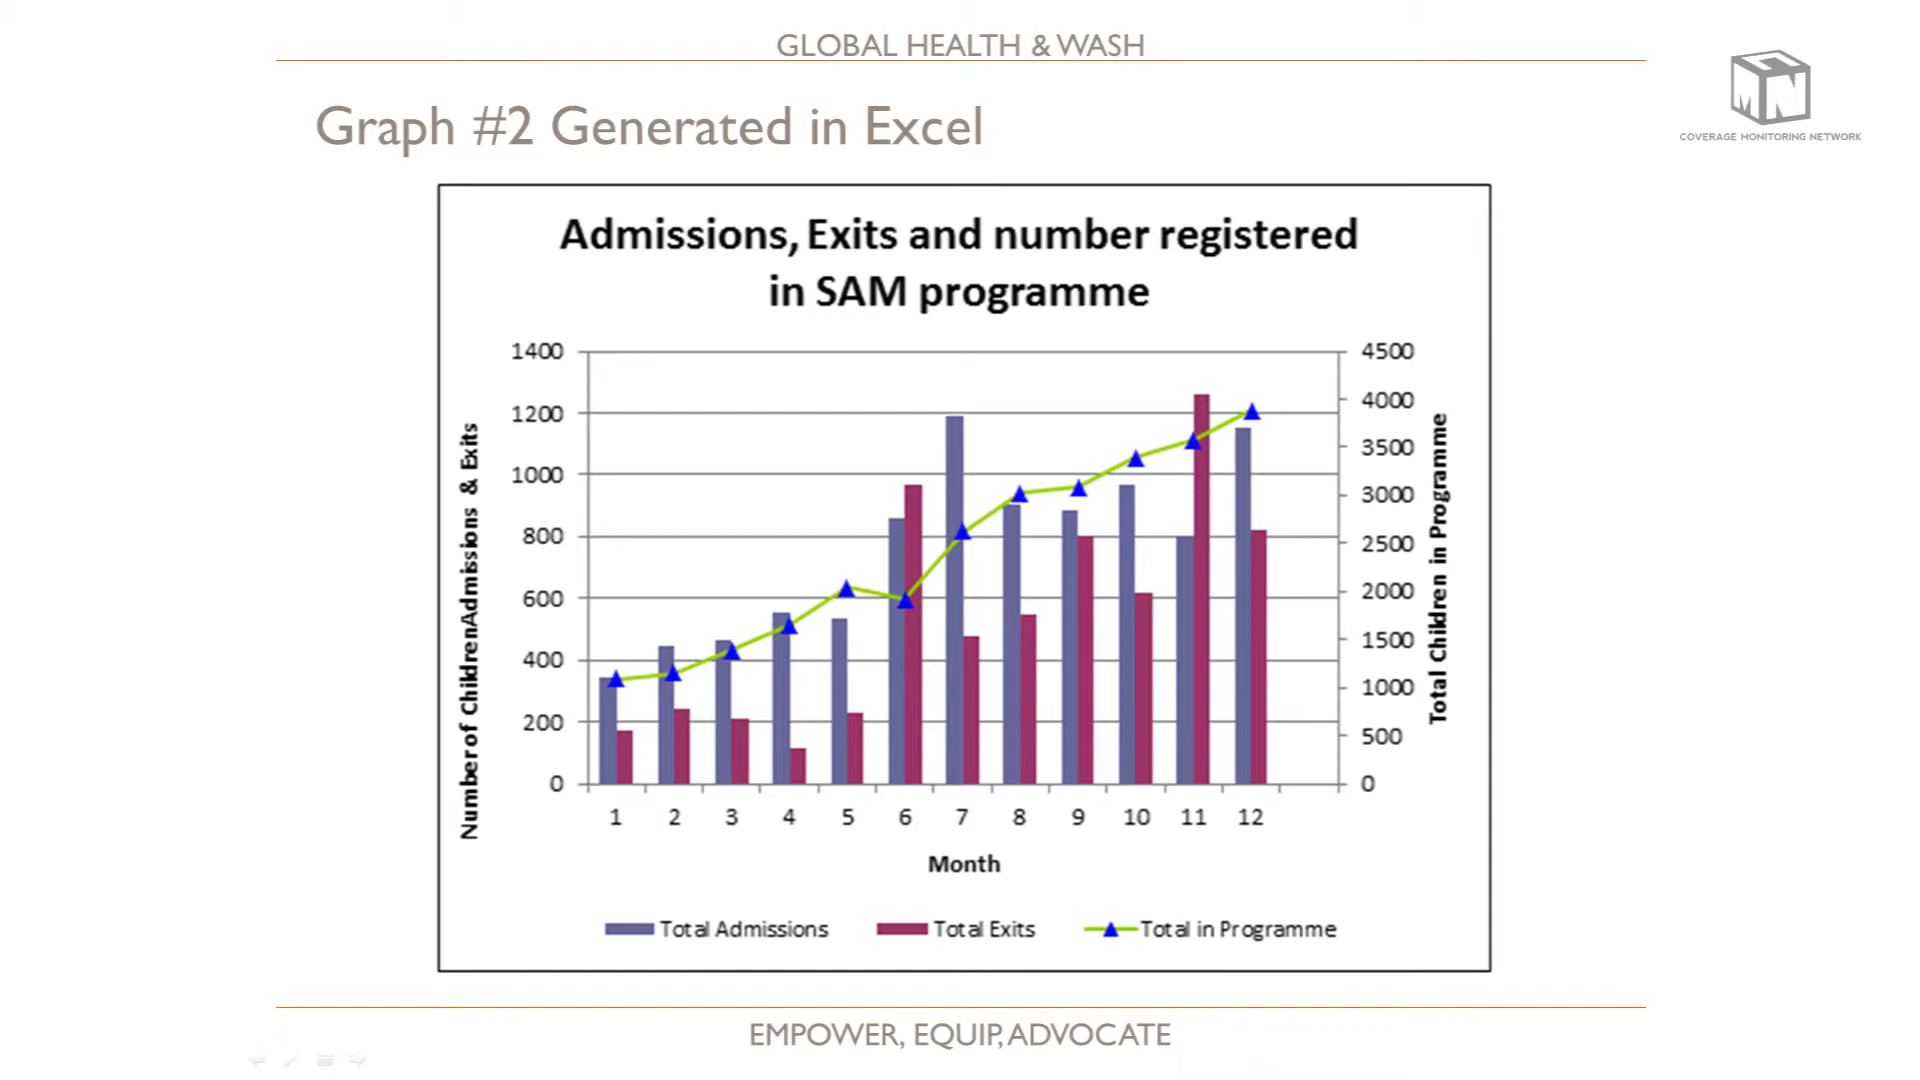 GLOBAL HEALTH & WASH
COVERAGE MONITORING NETWORK
Graph #2 Generated in Excel
Admissions, Exits and number registered
in SAM programme
Number of ChildrenAdmissions & Exits
1400
1200
1000
800
600
400
200
0
4500
4000
3500
3000
2500
2000
1500
1000
500
0
Total Children in Programme
1 2 3 4 5 6 7 8 9 10 11 12
Month
Total Admissions Total Exits Total in Programme
EMPOWER, EQUIP, ADVOCATE